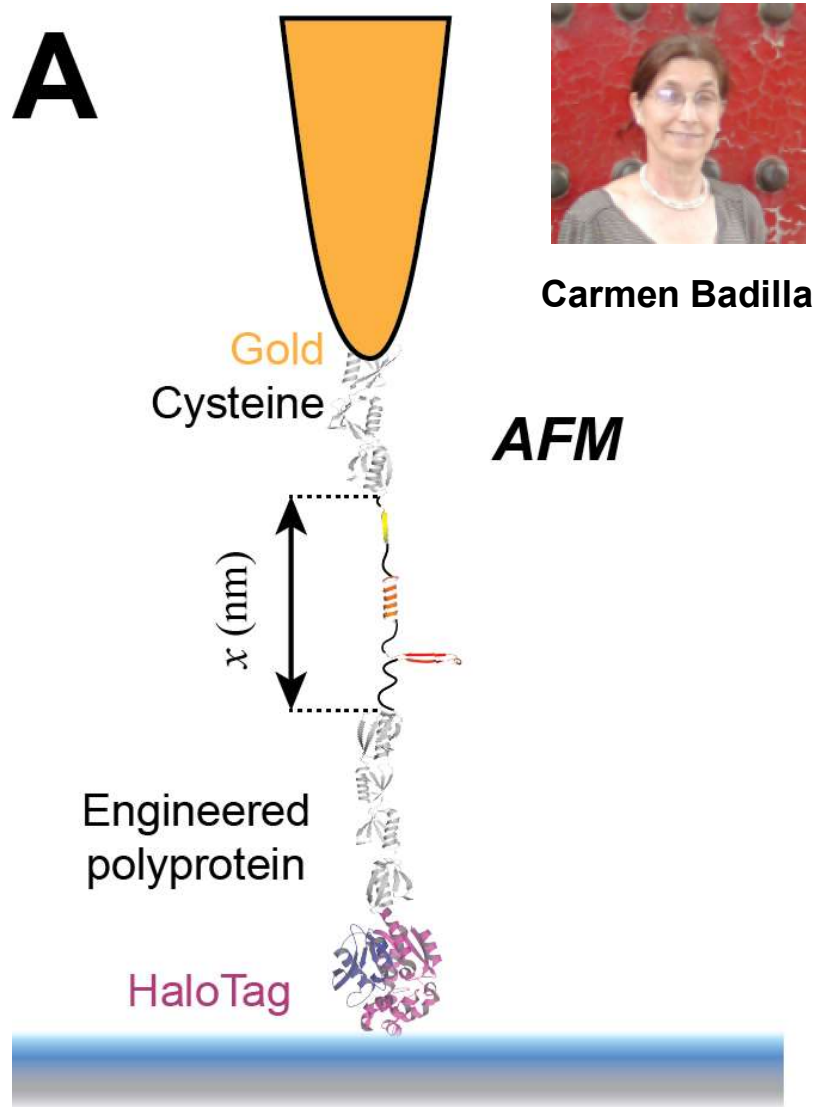 A
Carmen Badilla
Gold
Cysteine
AFM
x (nm)
Engineered
polyprotein
HaloTag